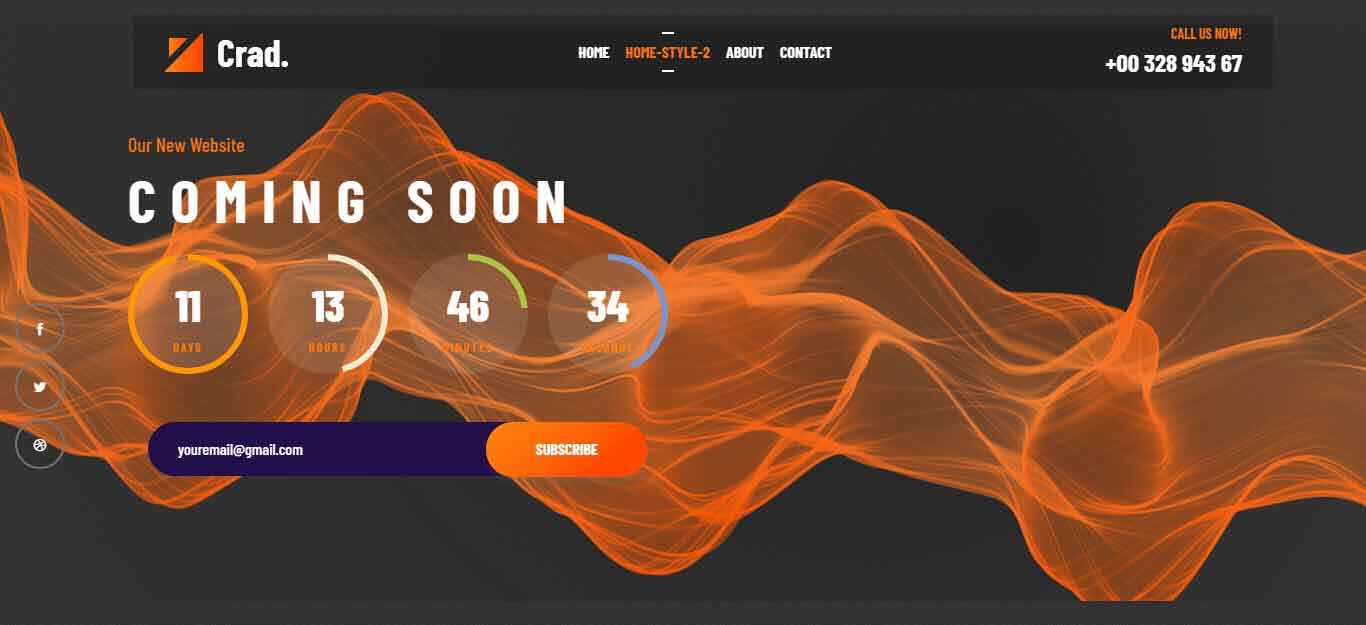 Crad.
HOME HOME-STYLE-2 ABOUT CONTACT
CALL US NOW!
+00 328 943 67
Our New Website
COMING SOON
11 13 46 34
DAYS HOURS MINUTES SECONDS
youremail@gmail.com SUBSCRIBE